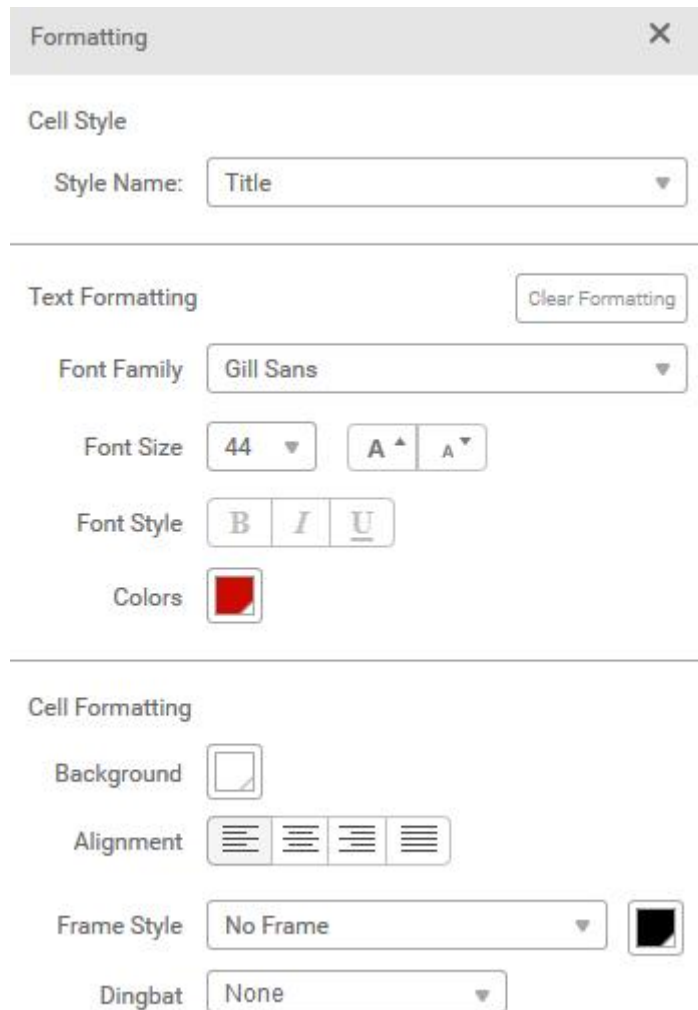 Formatting
Cell Style
Style Name: Title
Text Formatting Clear Formatting
Font Family Gill Sans
Font Size 44 A A
Font Style B I U
Colors
Cell Formatting
Background
Alignment
Frame Style No Frame
Dingbat None